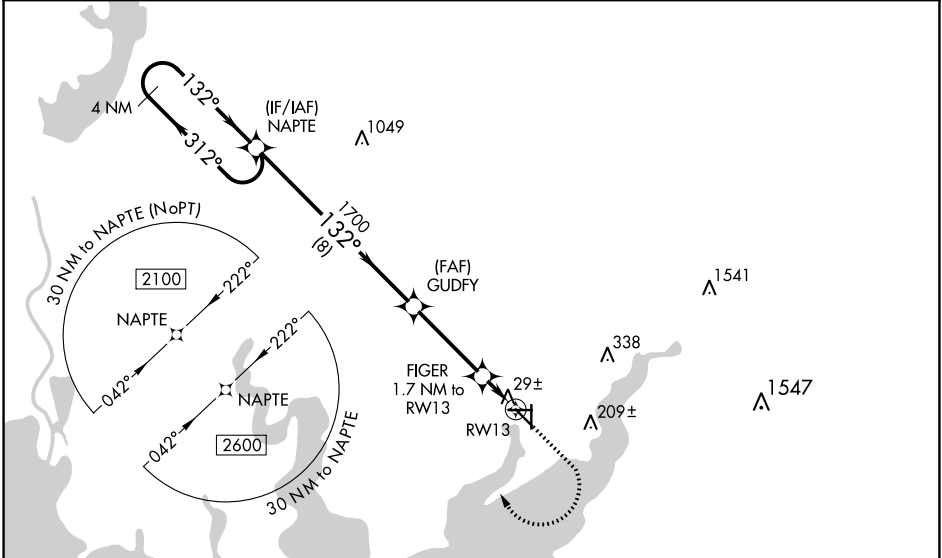 132°
4 NM
312°
(IF/IAF)
NAPTE
1049
1700
132°
(8)
30 NM to NAPTE (NoPT)
2100
222°
NAPTE
042°
222°
NAPTE
042°
2600
30 NM to NAPTE
(FAF)
GUDFY
1541
338
FIGER
1.7 NM to
RW13
29±
RW13
209±
1547